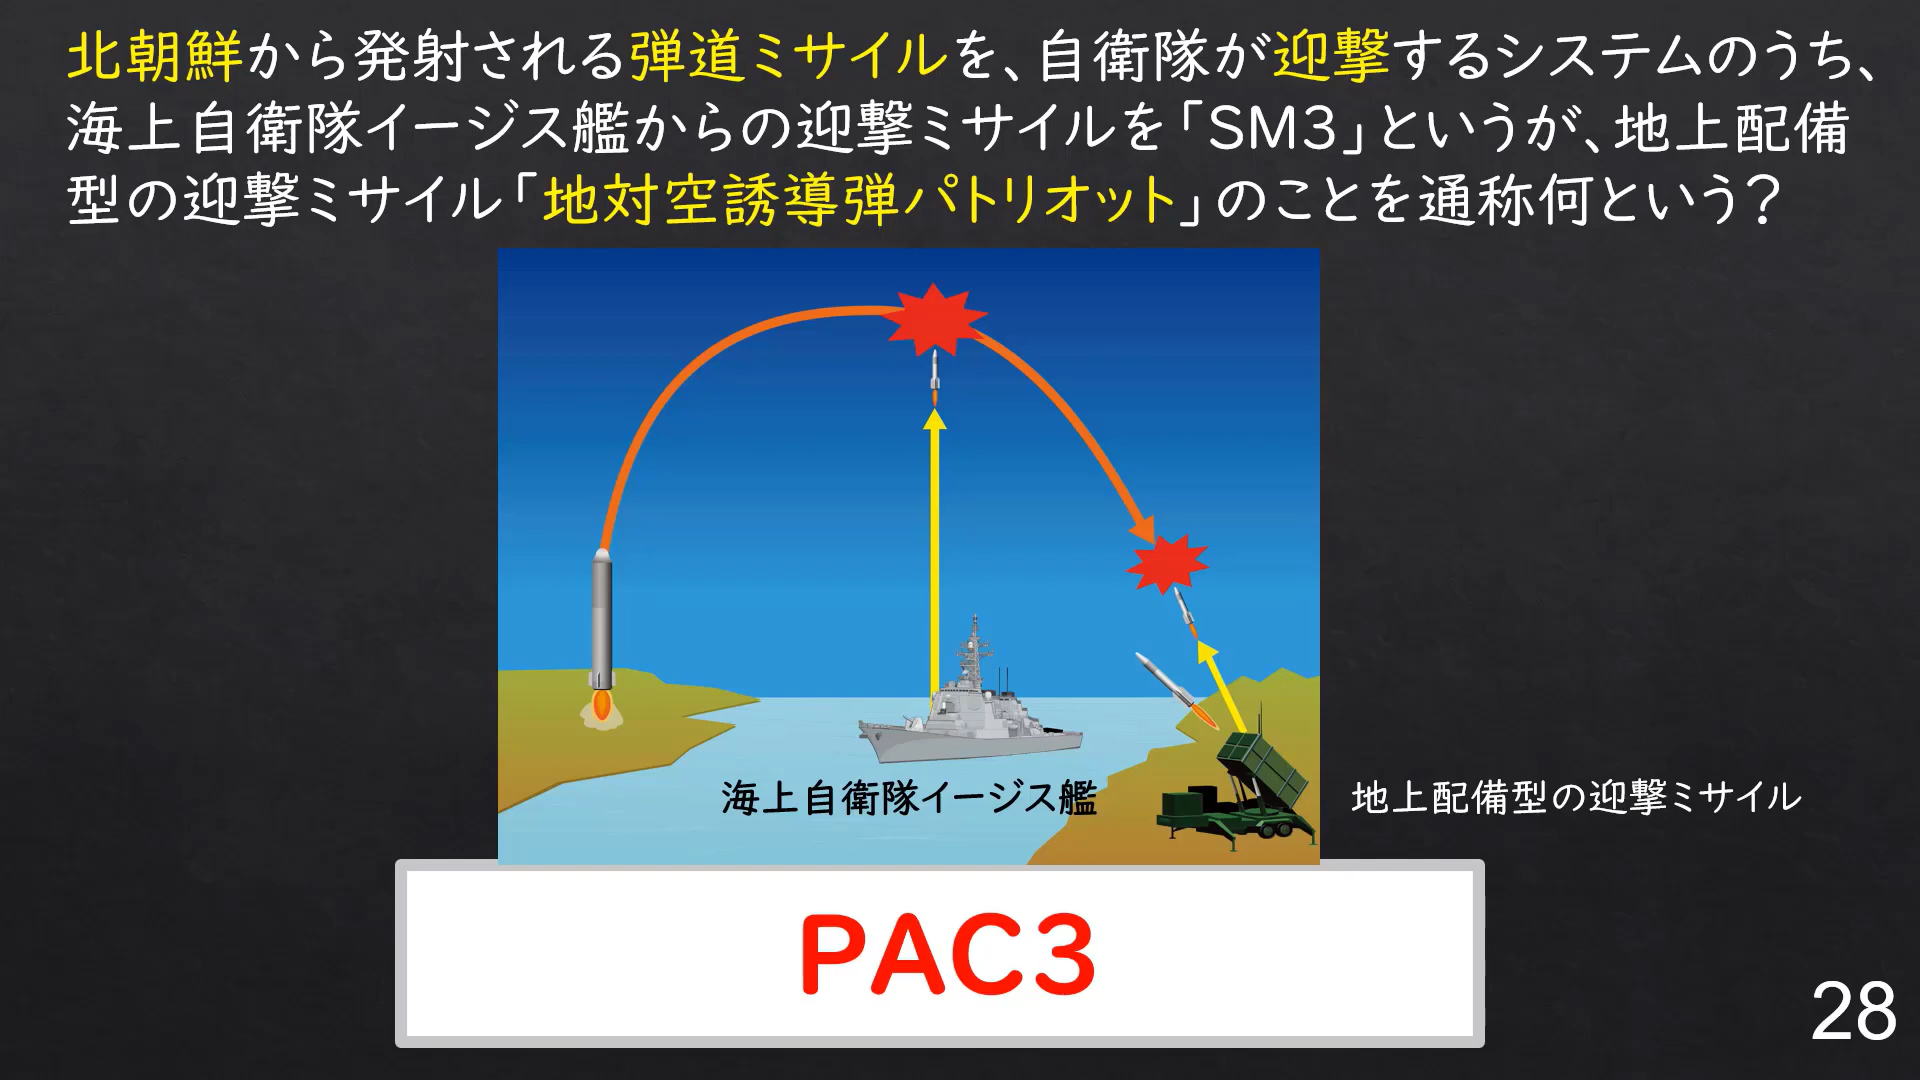 北朝鮮から発射される弾道ミサイルを、自衛隊が迎撃するシステムのうち、
海上自衛隊イージス艦からの迎撃ミサイルを「SM3」というが、地上配備
型の迎撃ミサイル「地対空誘導弾パトリオット」のことを通称何という?
海上自衛隊イージス艦
地上配備型の迎撃ミサイル
PAC3
28